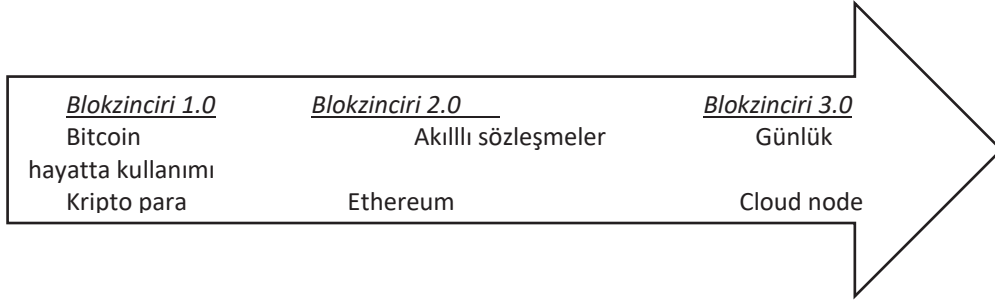 Blokzinciri 1.0 Blokzinciri 2.0 Blokzinciri 3.0
Bitcoin Akılllı sözleşmeler Günlük
hayatta kullanımı
Kripto para Ethereum Cloud node